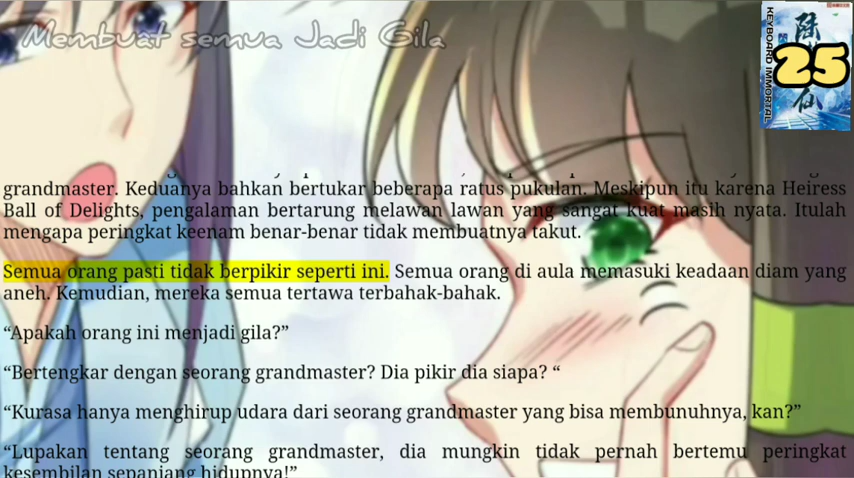 Membuat semua Jadi Gila
KEYBOARD IMMORTAL
25
grandmaster. Keduanya bahkan bertukar beberapa ratus pukulan. Meskipun itu karena Heiress
Ball of Delights, pengalaman bertarung melawan lawan yang sangat kuat masih nyata. Itulah
mengapa peringkat keenam benar-benar tidak membuatnya takut.
Semua orang pasti tidak berpikir seperti ini. Semua orang di aula memasuki keadaan diam yang
aneh. Kemudian, mereka semua tertawa terbahak-bahak.
“Apakah orang ini menjadi gila?”
“Bertengkar dengan seorang grandmaster? Dia pikir dia siapa? “
“Kurasa hanya menghirup udara dari seorang grandmaster yang bisa membunuhnya, kan?”
“Lupakan tentang seorang grandmaster, dia mungkin tidak pernah bertemu peringkat
kesembilan sepanjang hidupnya!”